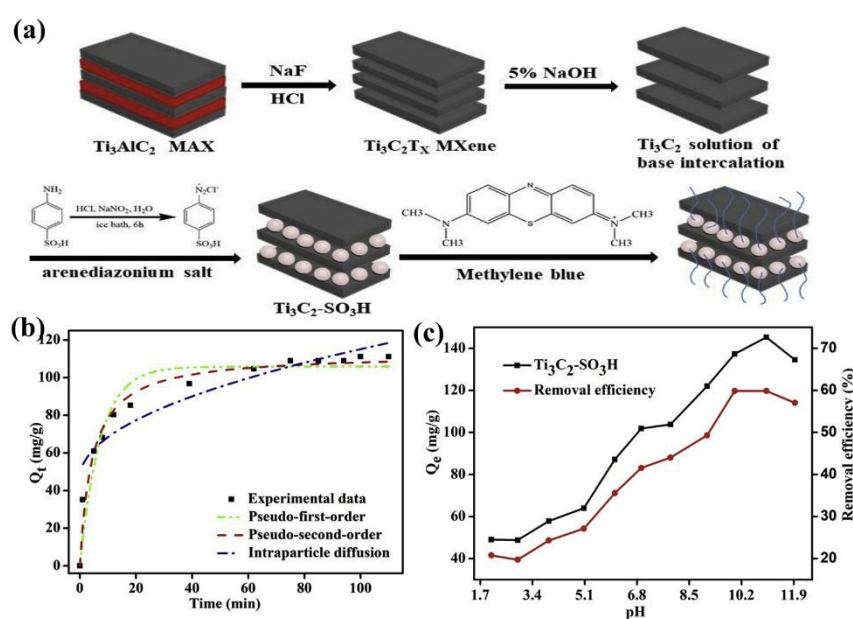 (a)
NaF
HCl
5% NaOH
Ti₃AlC₂ MAX
Ti₃C₂Tₓ MXene
Ti₃C₂ solution of
base intercalation
NH₂
SO₃H
HCl, NaNO₂, H₂O
ice bath, 6h
N₂Cl⁻
SO₃H
arenediazonium salt
Ti₃C₂-SO₃H
N
CH3
N
CH3
S
CH3
N⁺
CH3
Methylene blue
(b)
120
100
80
60
40
20
0
Qt (mg/g)
Experimental data
Pseudo-first-order
Pseudo-second-order
Intraparticle diffusion
0 20 40 60 80 100
Time (min)
(c)
140
120
100
80
60
40
Qe (mg/g)
Ti₃C₂-SO₃H
Removal efficiency
70
60
50
40
30
20
Removal efficiency (%)
1.7 3.4 5.1 6.8 8.5 10.2 11.9
pH